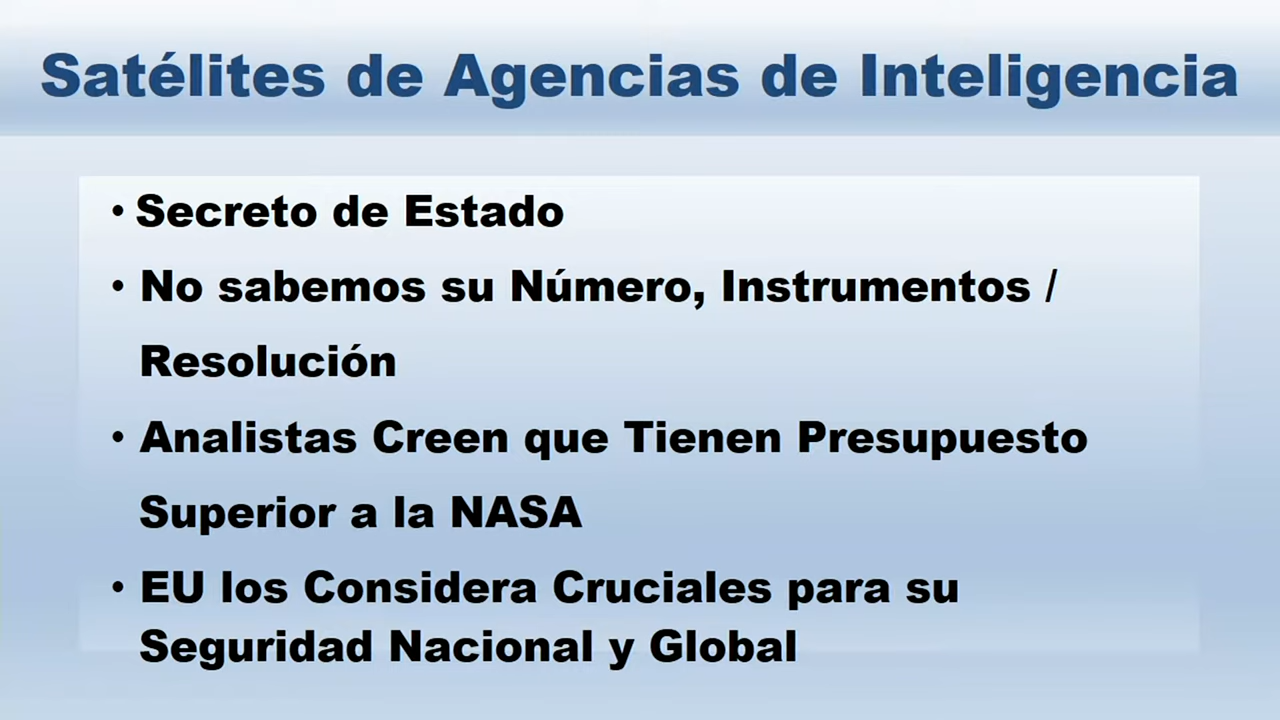 Satélites de Agencias de Inteligencia
• Secreto de Estado
• No sabemos su Número, Instrumentos /
Resolución
• Analistas Creen que Tienen Presupuesto
Superior a la NASA
• EU los Considera Cruciales para su
Seguridad Nacional y Global